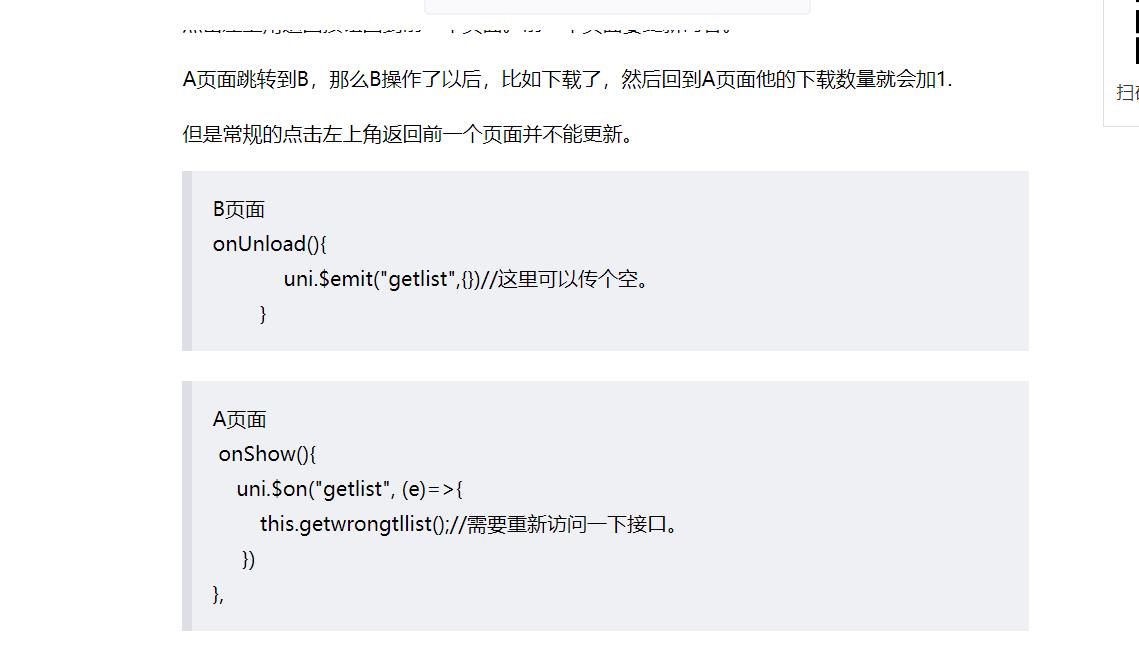 A页面跳转到B，那么B操作了以后，比如下载了，然后回到A页面他的下载数量就会加1.
但是常规的点击左上角返回前一个页面并不能更新。
B页面
onUnload(){
uni.$emit("getlist",{})//这里可以传个空。
}
A页面
onShow(){
uni.$on("getlist", (e)=>{
this.getwrongtllist();//需要重新访问一下接口。
})
},
扫